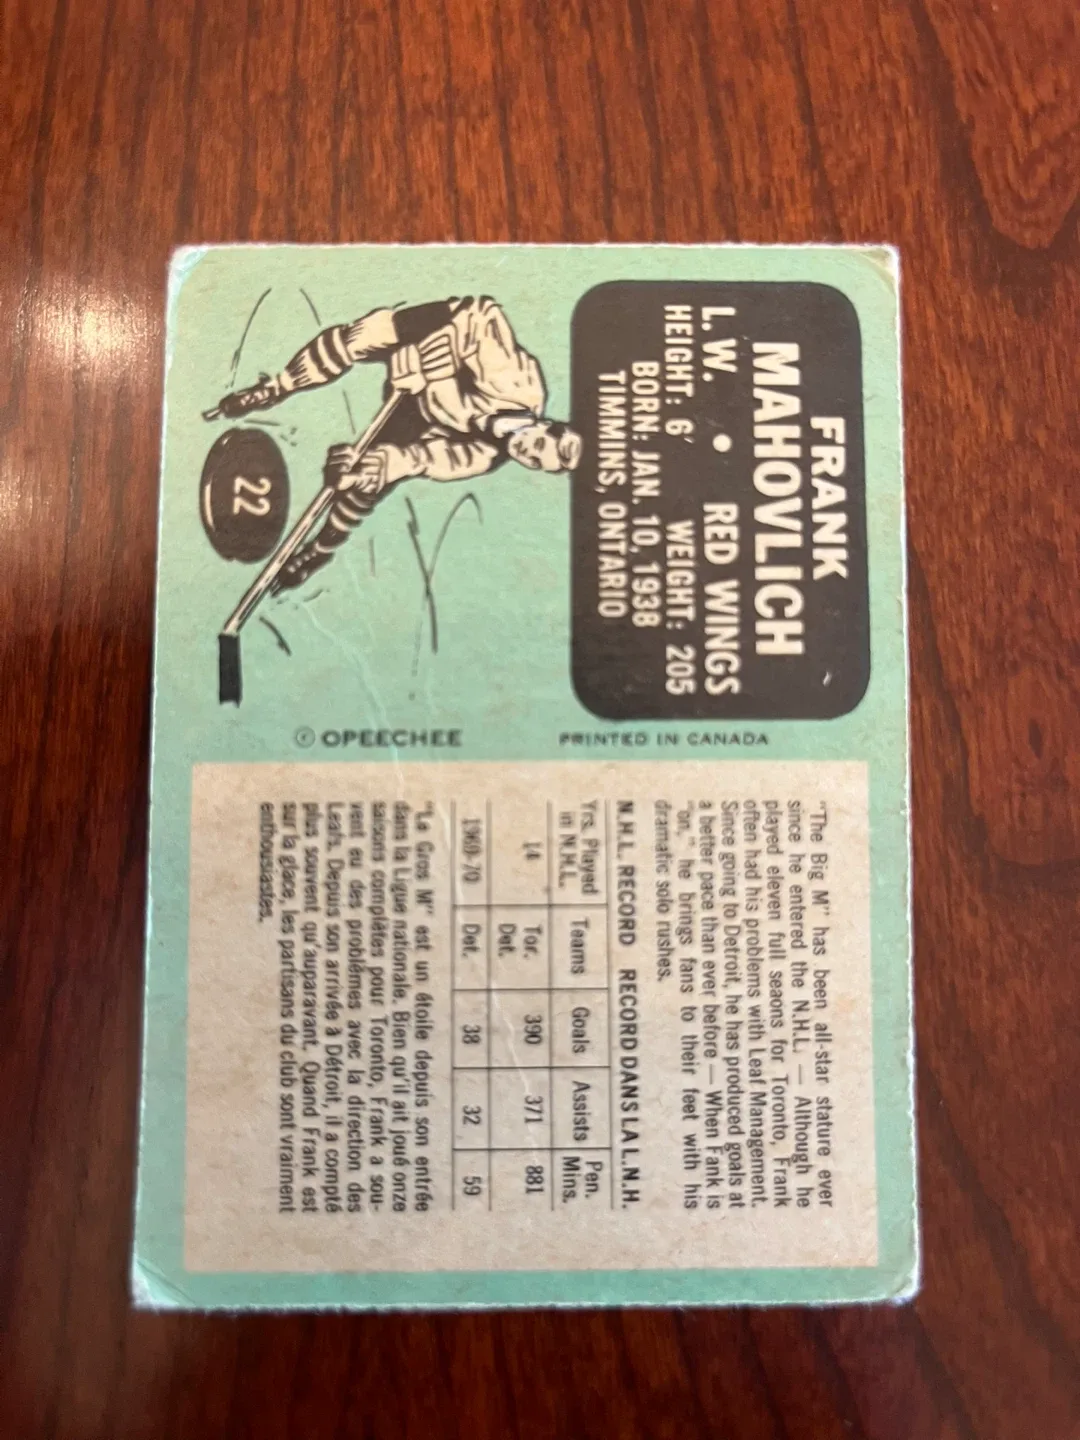 FRANK
MAHOVLICH
L. W. • RED WINGS
HEIGHT: 6′ WEIGHT: 205
BORN: JAN. 10, 1938
TIMMINS, ONTARIO
22
© OPEECHEE PRINTED IN CANADA
"The Big M" has been all-star stature ever
since he entered the N.H.L. — Although he
played eleven full seaons for Toronto, Frank
often had his problems with Leaf Management.
Since going to Detroit, he has produced goals at
a better pace than ever before — When Fank is
"on," he brings fans to their feet with his
dramatic solo rushes.
N.H.L. RECORD RECORD DANS LA L.N.H.
Yrs. Played Teams Goals Assists Pen.
in N.H.L. Mins.
14 Tor. 390 371 881
Det.
1969-70 Det. 38 32 59
"Le Gros M" est un étoile depuis son entrée
dans la Ligue nationale. Bien qu'il ait joué onze
saisons complètes pour Toronto, Frank a sou-
vent eu des problèmes avec la direction des
Leafs. Depuis son arrivée à Détroit, il a compté
plus souvent qu'auparavant. Quand Frank est
sur la glace, les partisans du club sont vraiment
enthousiastes.